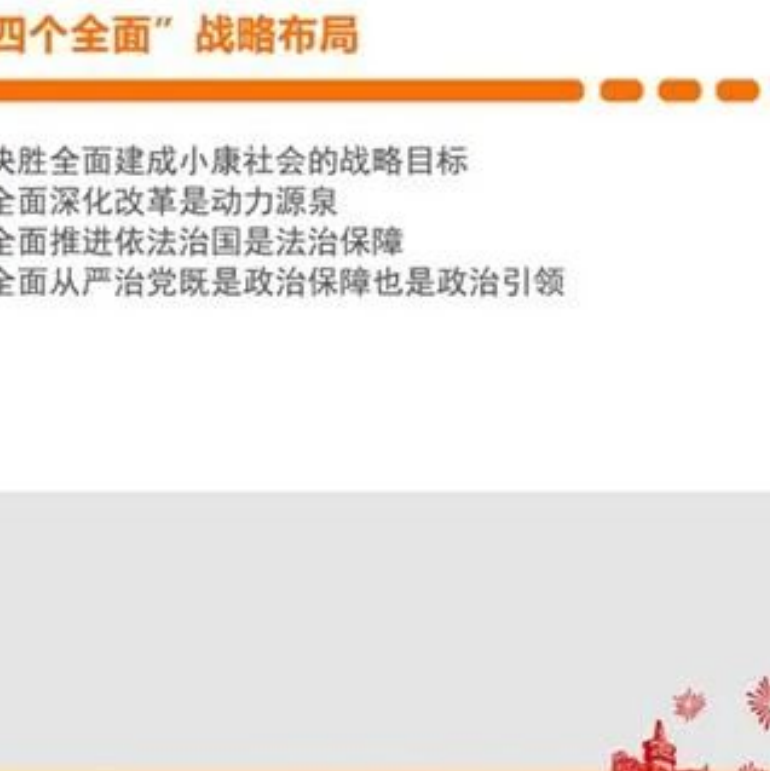 四个全面”战略布局
决胜全面建成小康社会的战略目标
全面深化改革是动力源泉
全面推进依法治国是法治保障
全面从严治党既是政治保障也是政治引领